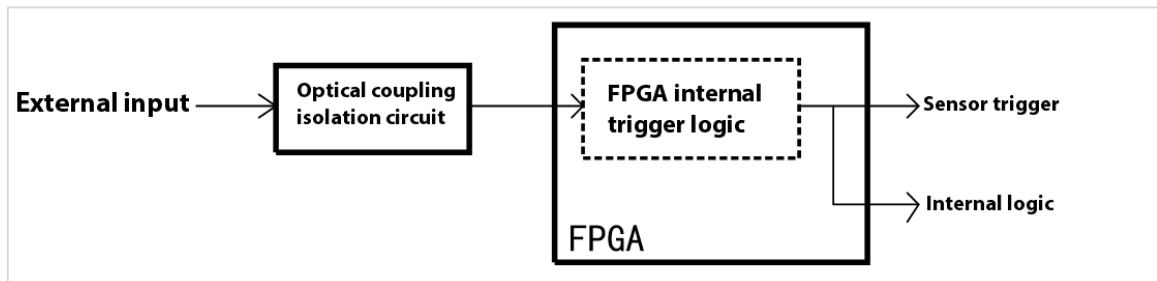 External input
Optical coupling
isolation circuit
FPGA internal
trigger logic
Sensor trigger
Internal logic
FPGA